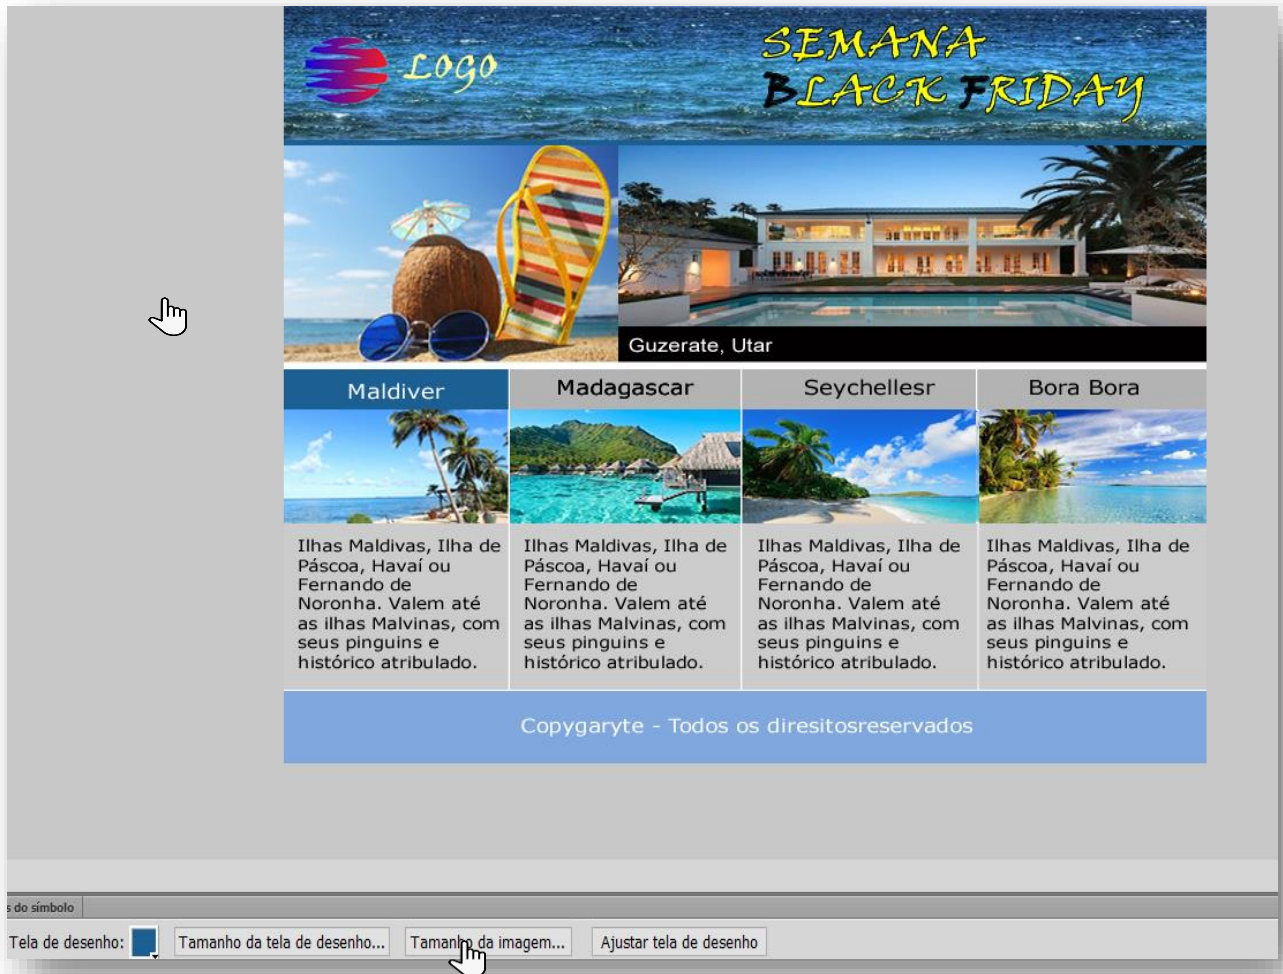 LOGO
SEMANA
BLACK FRIDAY
Guzerate, Utar
Maldiver
Madagascar
Seychellesr
Bora Bora
Ilhas Maldivas, Ilha de
Páscoa, Havaí ou
Fernando de
Noronha. Valem até
as ilhas Malvinas, com
seus pinguins e
histórico atribulado.
Ilhas Maldivas, Ilha de
Páscoa, Havaí ou
Fernando de
Noronha. Valem até
as ilhas Malvinas, com
seus pinguins e
histórico atribulado.
Ilhas Maldivas, Ilha de
Páscoa, Havaí ou
Fernando de
Noronha. Valem até
as ilhas Malvinas, com
seus pinguins e
histórico atribulado.
Ilhas Maldivas, Ilha de
Páscoa, Havaí ou
Fernando de
Noronha. Valem até
as ilhas Malvinas, com
seus pinguins e
histórico atribulado.
Copygaryte - Todos os diresitosreservados
s do símbolo
Tela de desenho:
Tamanho da tela de desenho...
Tamanho da imagem...
Ajustar tela de desenho